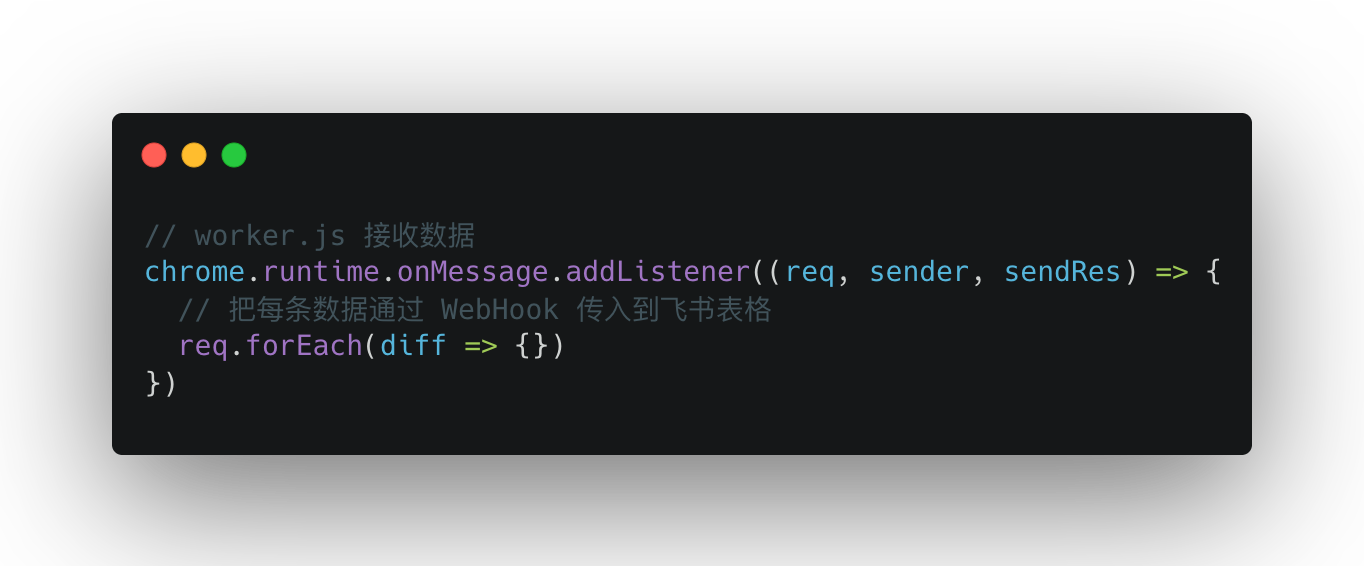 // worker.js 接收数据
chrome.runtime.onMessage.addListener((req, sender, sendRes) => {
  // 把每条数据通过 WebHook 传入到飞书表格
  req.forEach(diff => {})
})